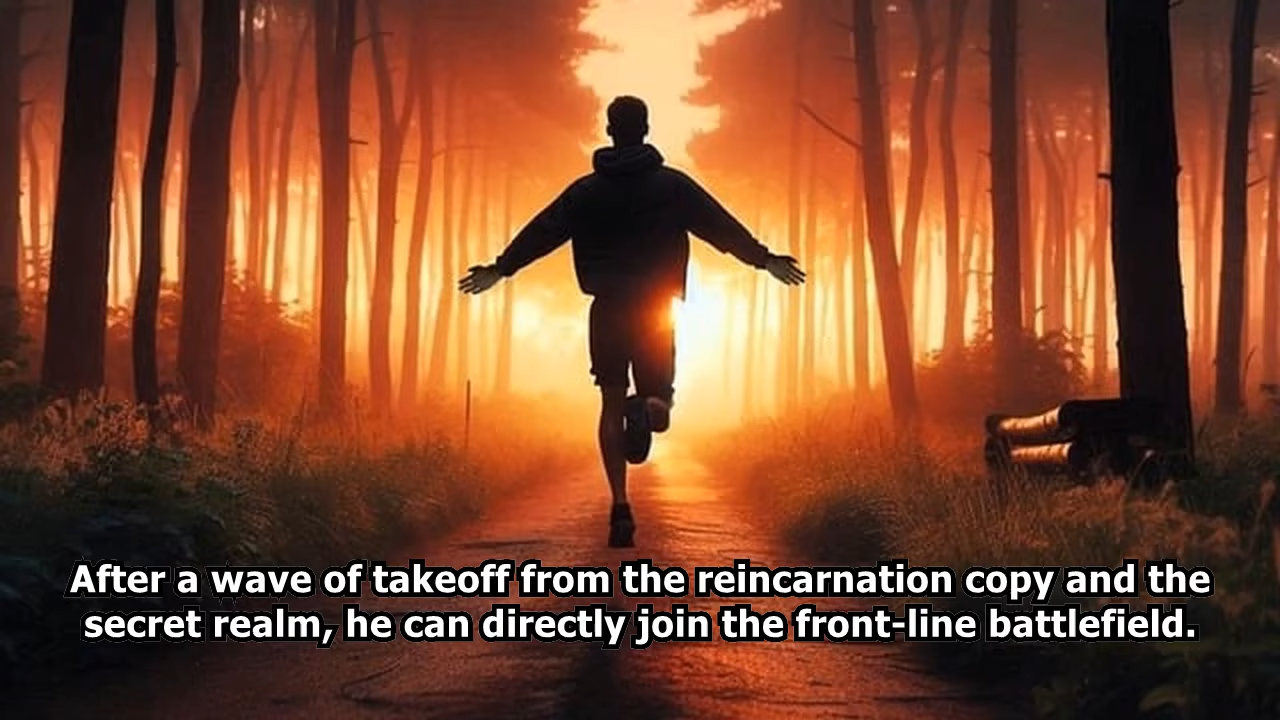 After a wave of takeoff from the reincarnation copy and the
secret realm, he can directly join the front-line battlefield.